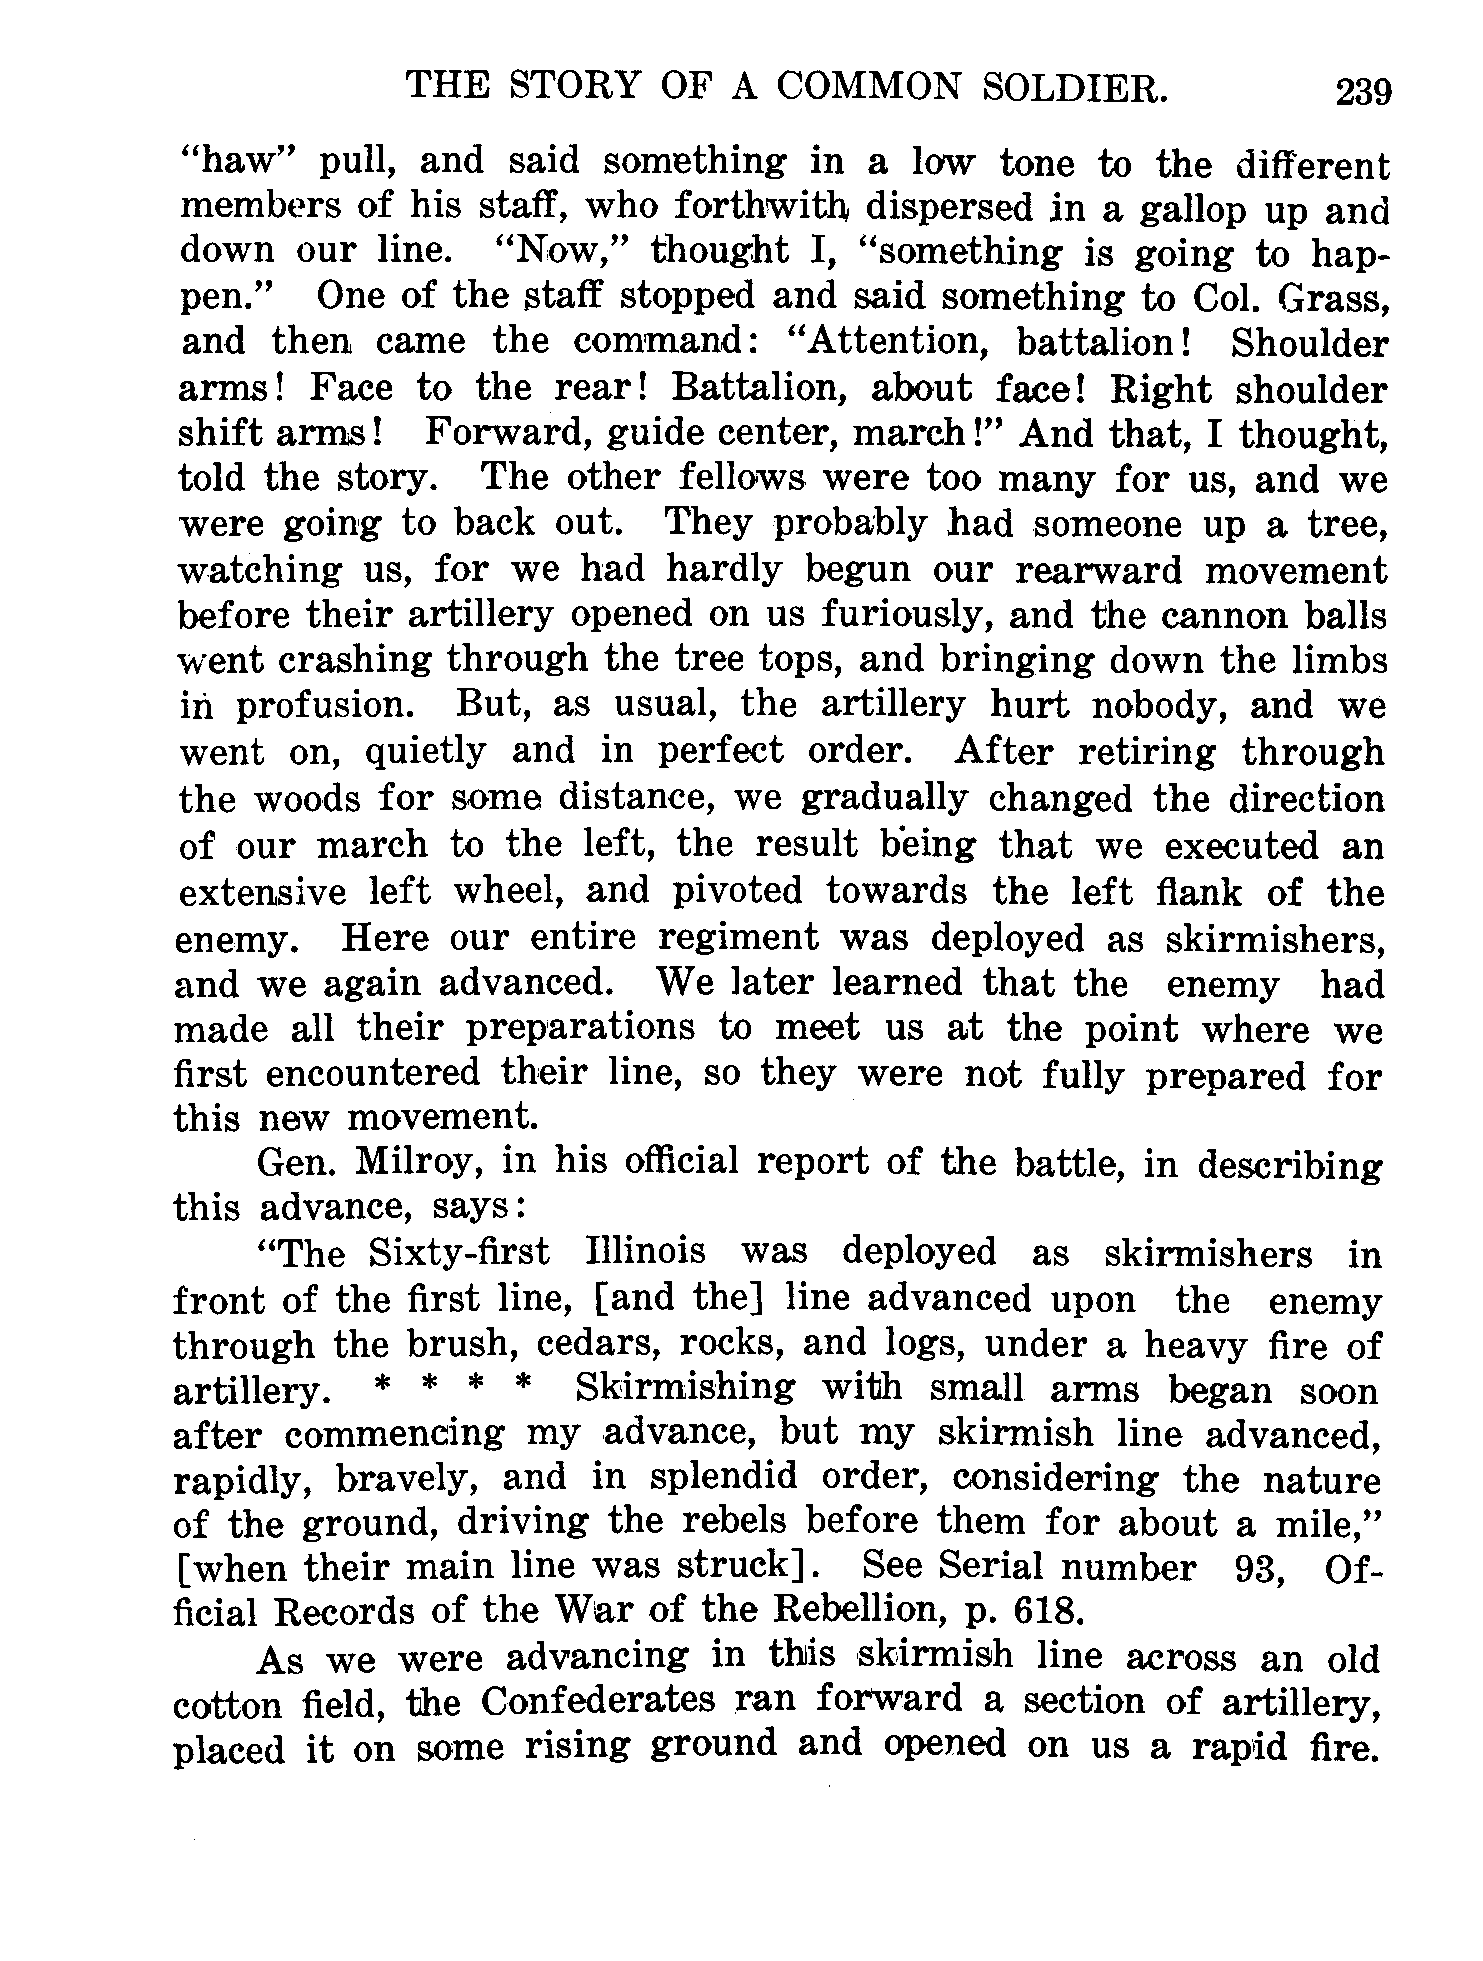 THE STORY OF A COMMON SOLDIER. 239
"haw" pull, and said something in a low tone to the different
members of his staff, who forthwith dispersed in a gallop up and
down our line. "Now," thought I, "something is going to hap-
pen." One of the staff stopped and said something to Col. Grass,
and then came the command: "Attention, battalion! Shoulder
arms! Face to the rear! Battalion, about face! Right shoulder
shift arms! Forward, guide center, march!" And that, I thought,
told the story. The other fellows were too many for us, and we
were going to back out. They probably had someone up a tree,
watching us, for we had hardly begun our rearward movement
before their artillery opened on us furiously, and the cannon balls
went crashing through the tree tops, and bringing down the limbs
in profusion. But, as usual, the artillery hurt nobody, and we
went on, quietly and in perfect order. After retiring through
the woods for some distance, we gradually changed the direction
of our march to the left, the result being that we executed an
extensive left wheel, and pivoted towards the left flank of the
enemy. Here our entire regiment was deployed as skirmishers,
and we again advanced. We later learned that the enemy had
made all their preparations to meet us at the point where we
first encountered their line, so they were not fully prepared for
this new movement.
Gen. Milroy, in his official report of the battle, in describing
this advance, says:
"The Sixty-first Illinois was deployed as skirmishers in
front of the first line, [and the] line advanced upon the enemy
through the brush, cedars, rocks, and logs, under a heavy fire of
artillery. * * * * Skirmishing with small arms began soon
after commencing my advance, but my skirmish line advanced,
rapidly, bravely, and in splendid order, considering the nature
of the ground, driving the rebels before them for about a mile,"
[when their main line was struck]. See Serial number 93, Of-
ficial Records of the War of the Rebellion, p. 618.
As we were advancing in this skirmish line across an old
cotton field, the Confederates ran forward a section of artillery,
placed it on some rising ground and opened on us a rapid fire.